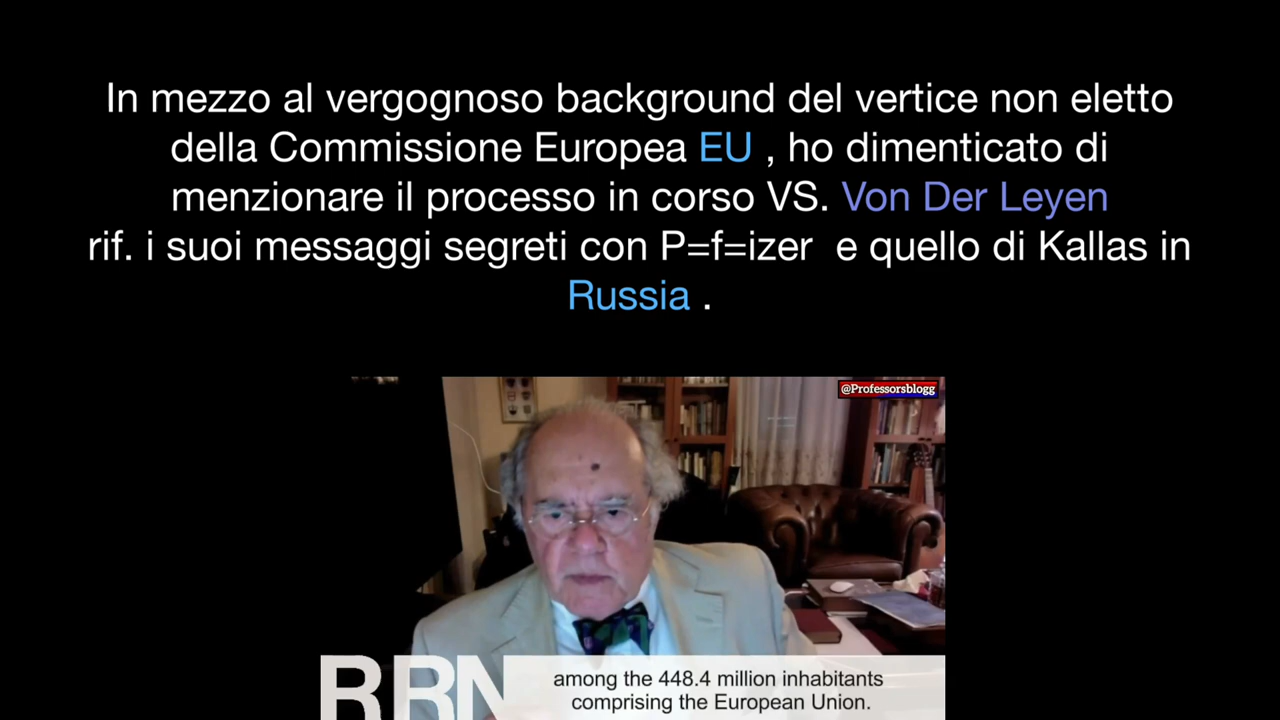 In mezzo al vergognoso background del vertice non eletto
della Commissione Europea EU , ho dimenticato di
menzionare il processo in corso VS. Von Der Leyen
rif. i suoi messaggi segreti con P=f=izer e quello di Kallas in
Russia .
@Professorsblogg
among the 448.4 million inhabitants
comprising the European Union.